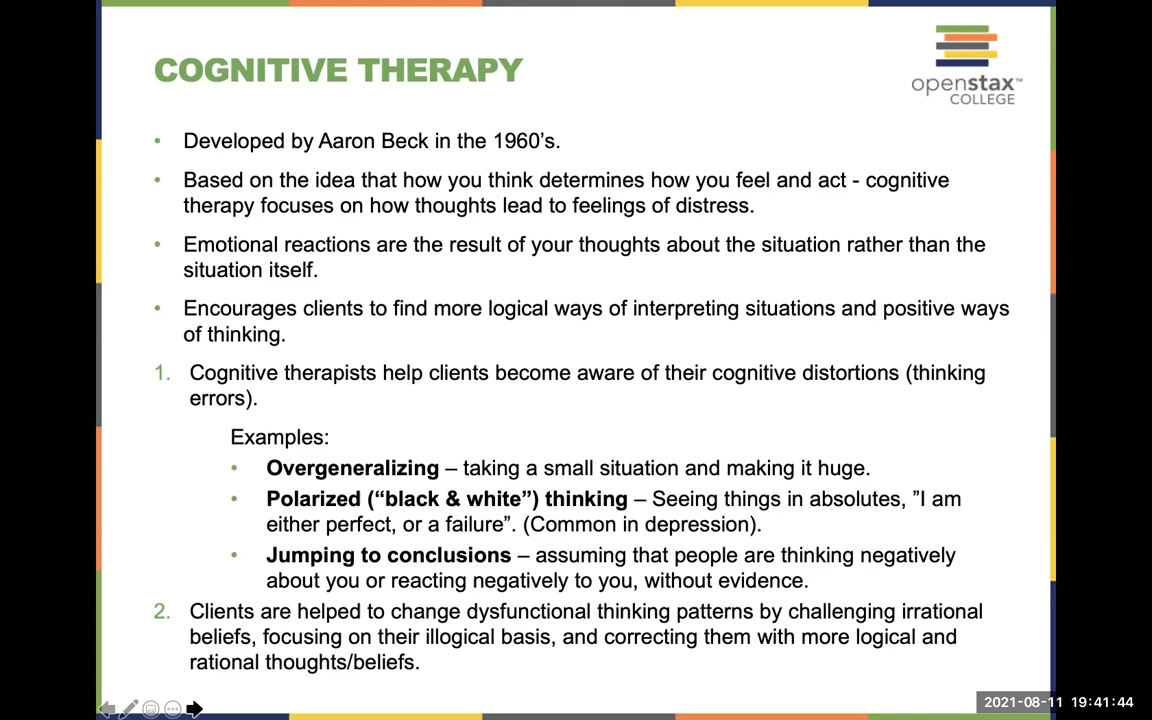 COGNITIVE THERAPY
openstax™
COLLEGE
• Developed by Aaron Beck in the 1960’s.
• Based on the idea that how you think determines how you feel and act - cognitive
therapy focuses on how thoughts lead to feelings of distress.
• Emotional reactions are the result of your thoughts about the situation rather than the
situation itself.
• Encourages clients to find more logical ways of interpreting situations and positive ways
of thinking.
1. Cognitive therapists help clients become aware of their cognitive distortions (thinking
errors).
Examples:
• Overgeneralizing – taking a small situation and making it huge.
• Polarized (“black & white”) thinking – Seeing things in absolutes, ”I am
either perfect, or a failure”. (Common in depression).
• Jumping to conclusions – assuming that people are thinking negatively
about you or reacting negatively to you, without evidence.
2. Clients are helped to change dysfunctional thinking patterns by challenging irrational
beliefs, focusing on their illogical basis, and correcting them with more logical and
rational thoughts/beliefs.
2021-08-11 19:41:44